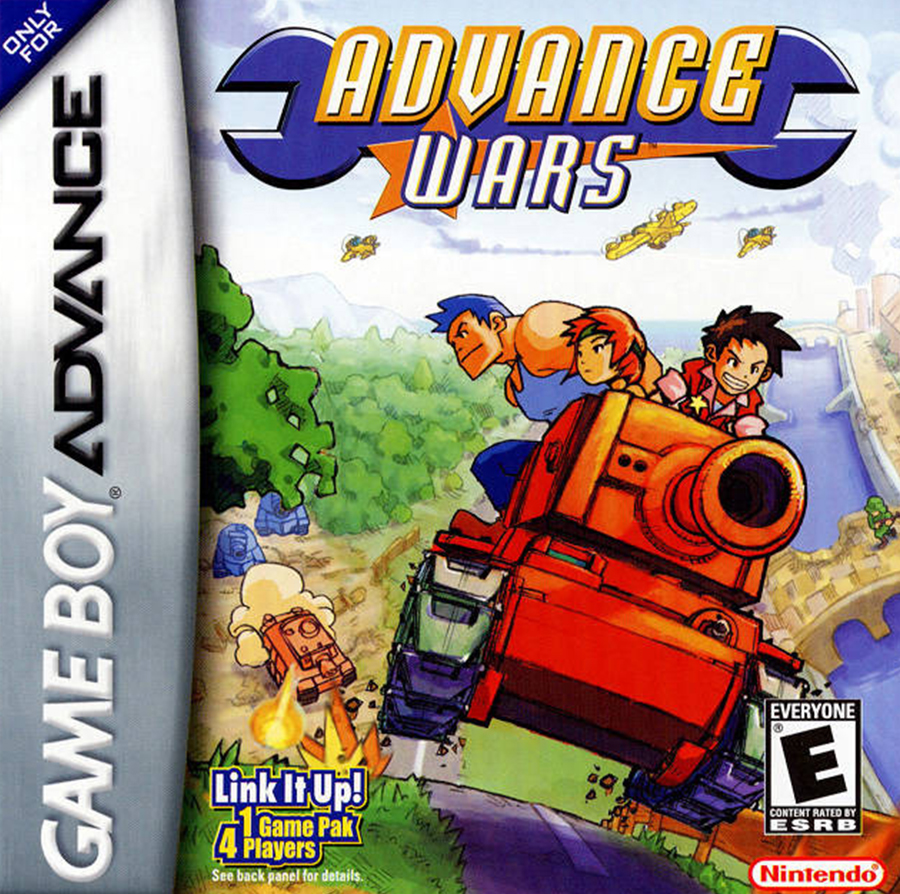 ONLY
FOR
GAME BOY ADVANCE
®
ADVANCE
WARS
™
Link It Up!
1 Game Pak
4 Players
See back panel for details.
EVERYONE
E
®
CONTENT RATED BY
ESRB
Nintendo®